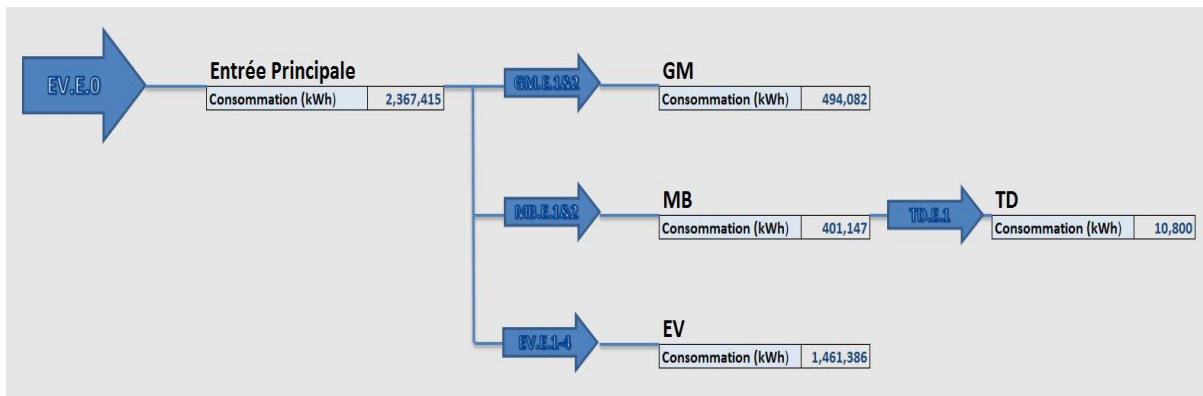 EV.E.0
Entrée Principale
Consommation (kWh) 2,367,415
GM.E.1&2
GM
Consommation (kWh) 494,082
MB.E.1&2
MB
Consommation (kWh) 401,147
TD.E.1
TD
Consommation (kWh) 10,800
EV.E.1-4
EV
Consommation (kWh) 1,461,386